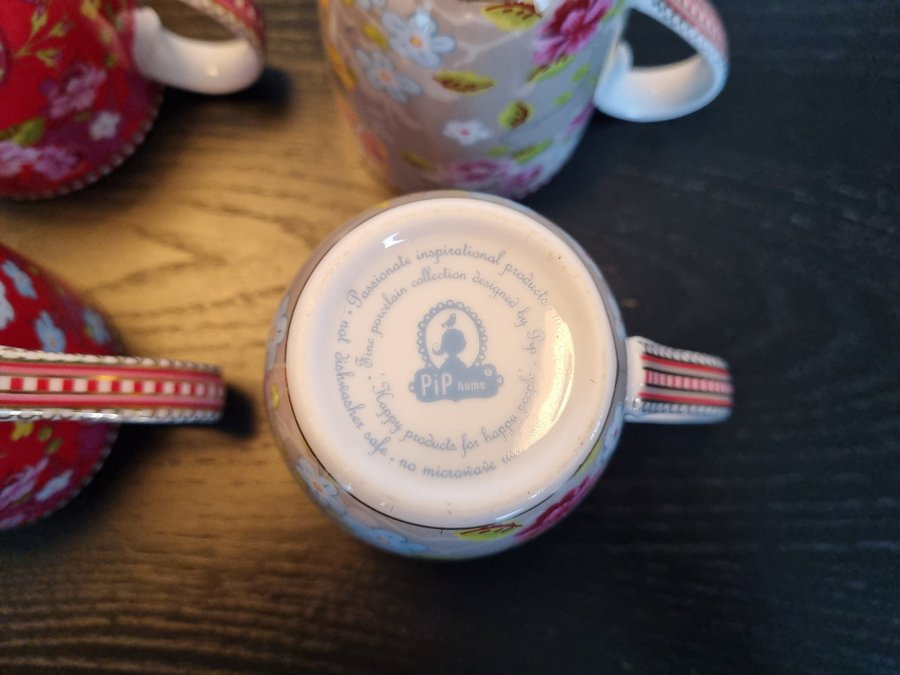 Passionate inspirational products
not dishwasher safe • no microwave use
Fine porcelain collection designed by Pip •
Happy products for happy people •
PiP home